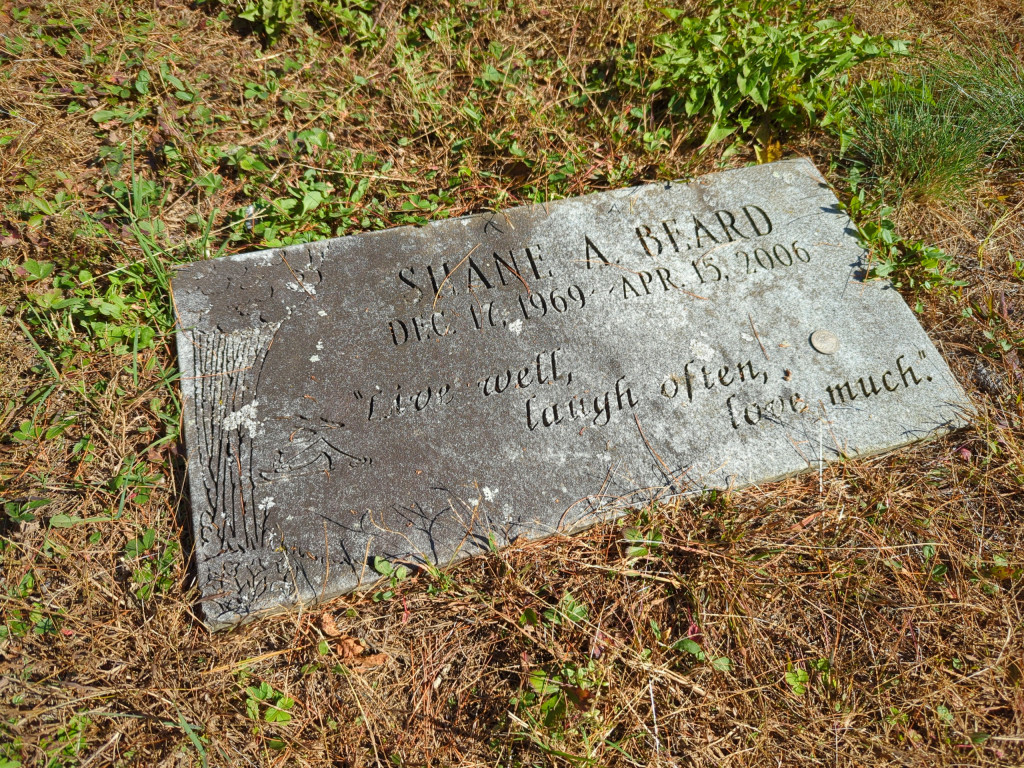 SHANE A. BEARD
DEC. 17, 1969 - APR. 15, 2006
"Live well,
laugh often,
love much."